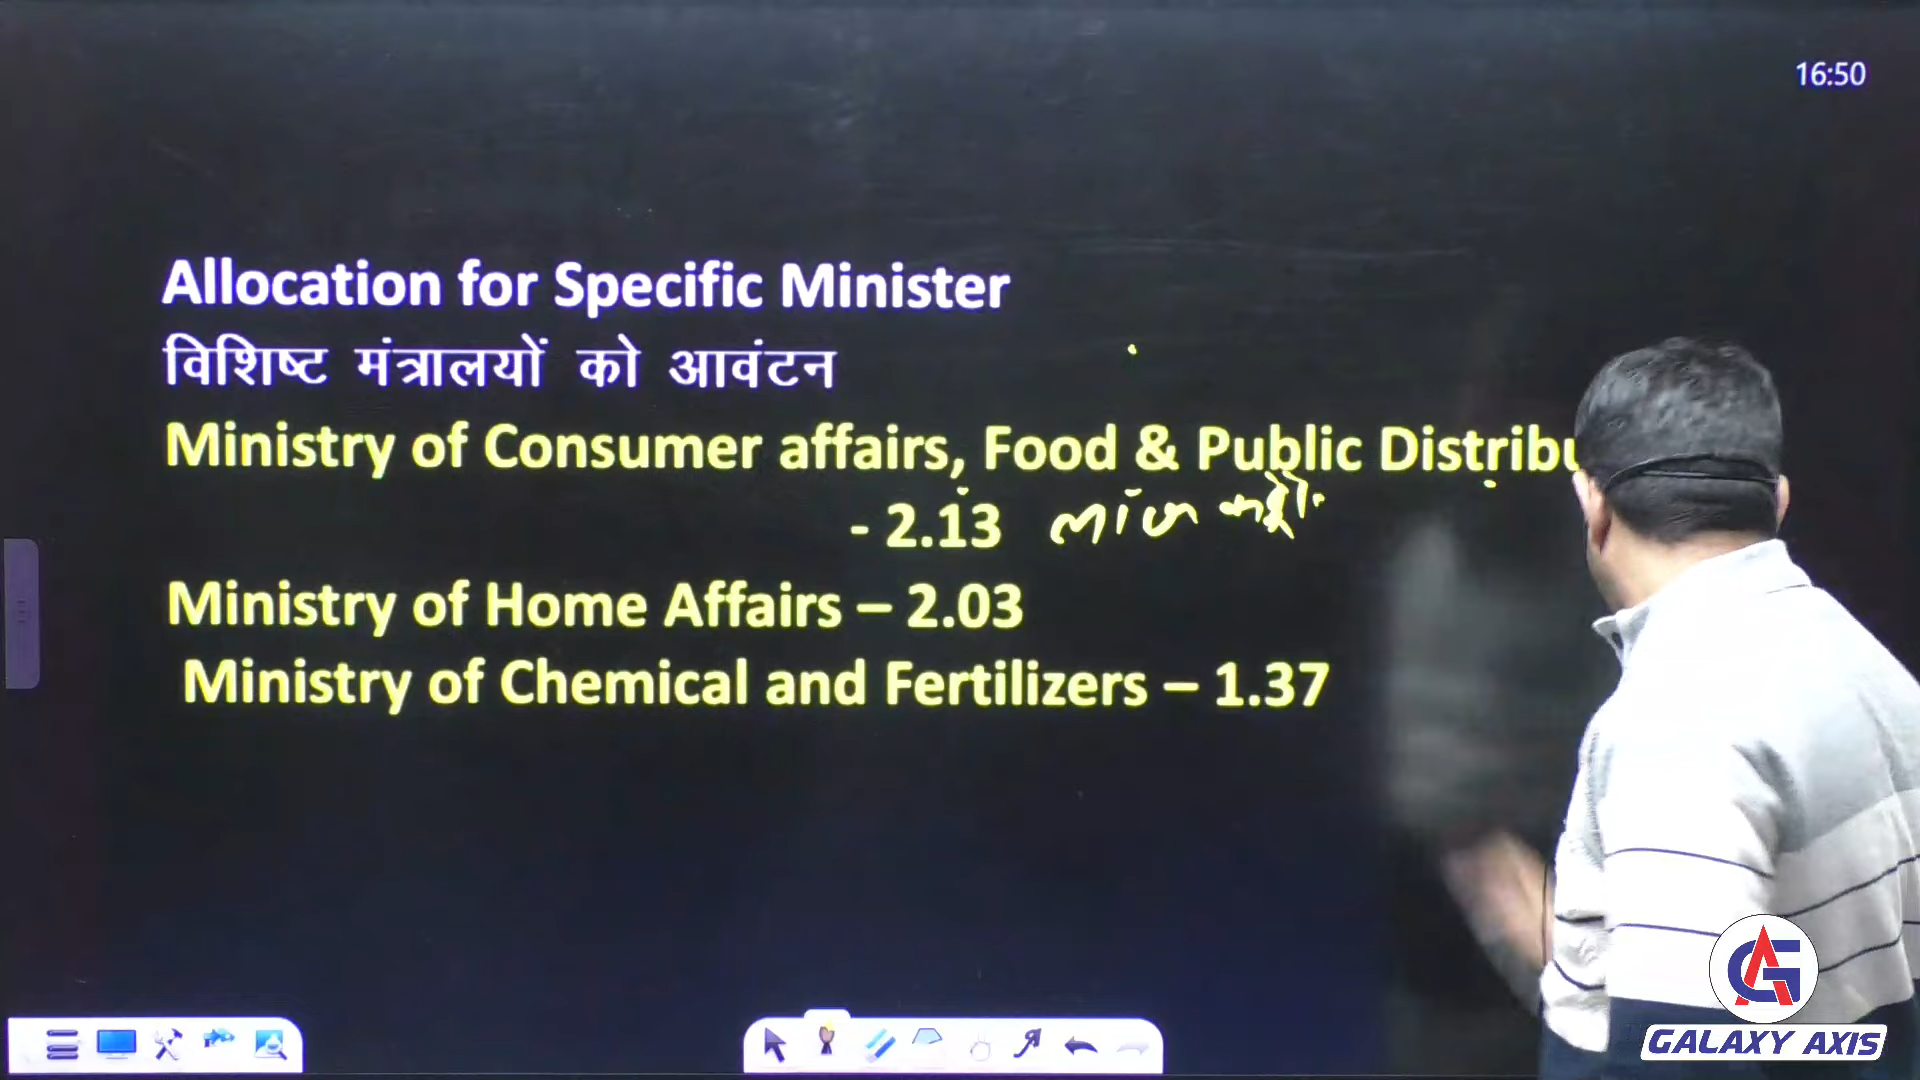 16:50
Allocation for Specific Minister
विशिष्ट मंत्रालयों को आवंटन
Ministry of Consumer affairs, Food & Public Distribu
- 2.13 लाख करोड़
Ministry of Home Affairs – 2.03
Ministry of Chemical and Fertilizers – 1.37
GALAXY AXIS